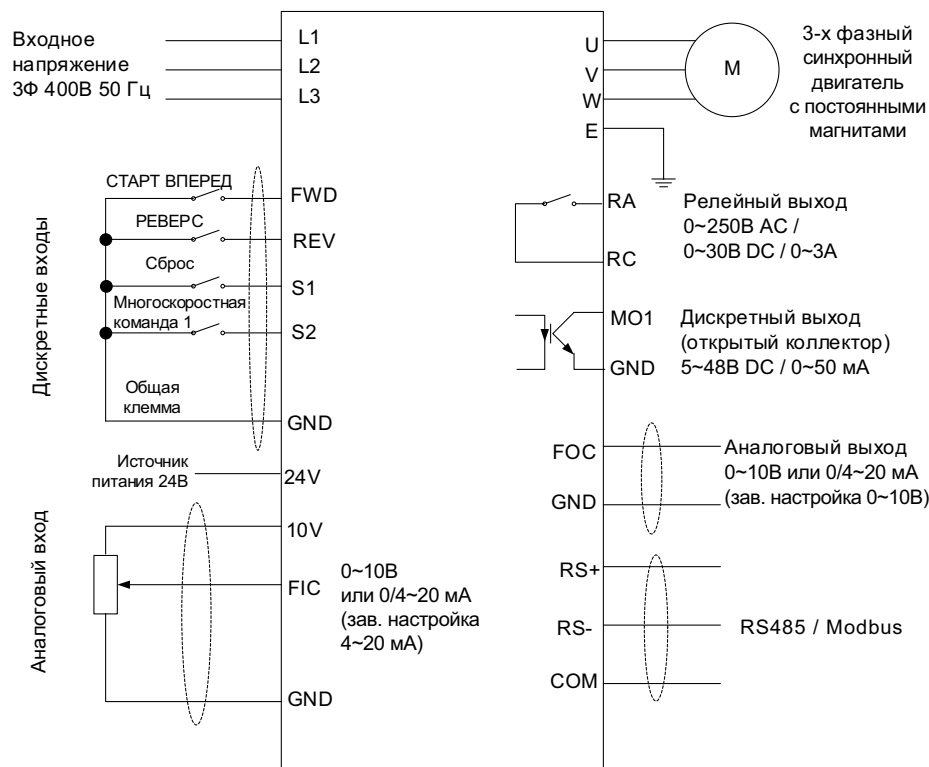 Входное
напряжение
3Ф 400В 50 Гц
L1
L2
L3
U
V
W
E
M
3-х фазный
синхронный
двигатель
с постоянными
магнитами
Дискретные входы
СТАРТ ВПЕРЕД
FWD
РЕВЕРС
REV
Сброс
S1
Многоскоростная
команда 1
S2
Общая
клемма
GND
Источник
питания 24В
24V
Аналоговый вход
10V
FIC
0~10В
или 0/4~20 мА
(зав. настройка
4~20 мА)
GND
RA
RC
Релейный выход
0~250В AC /
0~30В DC / 0~3А
MO1
GND
Дискретный выход
(открытый коллектор)
5~48В DC / 0~50 мА
FOC
GND
Аналоговый выход
0~10В или 0/4~20 мА
(зав. настройка 0~10В)
RS+
RS-
COM
RS485 / Modbus